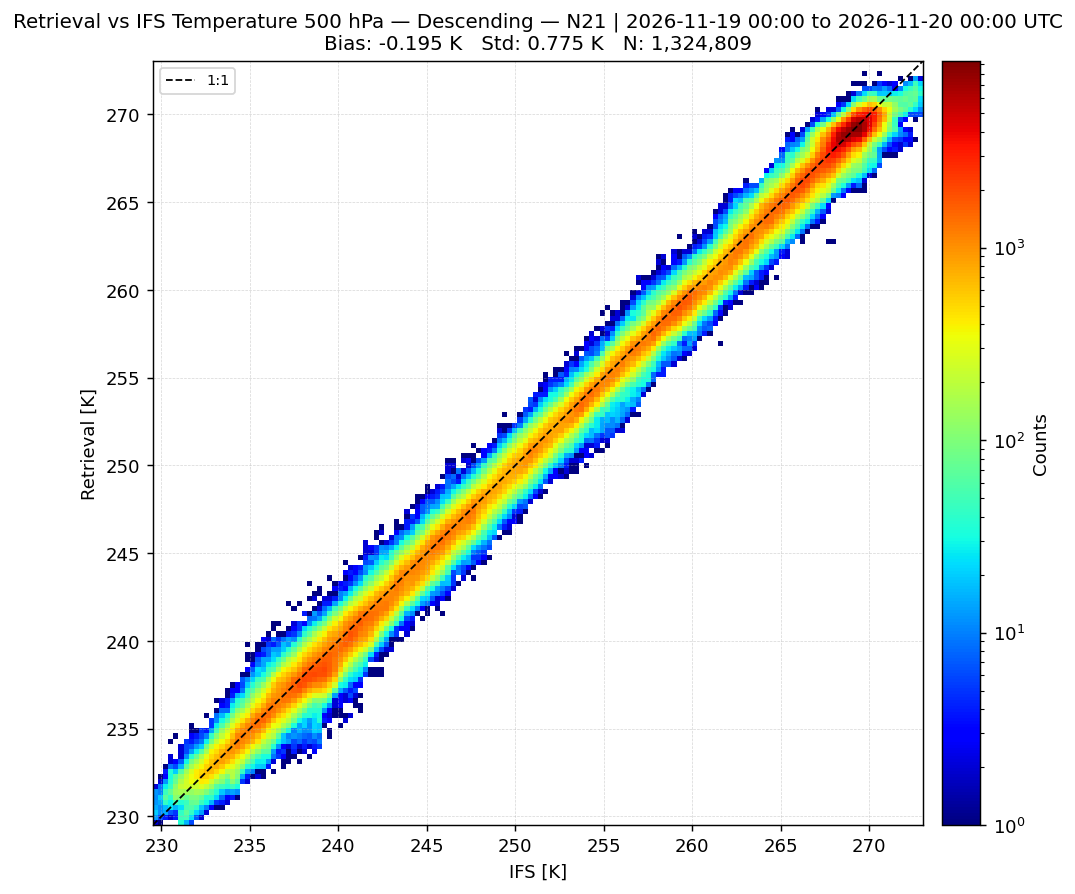 Retrieval vs IFS Temperature 500 hPa — Descending — N21 | 2026-11-19 00:00 to 2026-11-20 00:00 UTC
Bias: -0.195 K   Std: 0.775 K   N: 1,324,809
1:1
270
265
260
255
250
245
240
235
230
Retrieval [K]
230 235 240 245 250 255 260 265 270
IFS [K]
10³
10²
10¹
10⁰
Counts